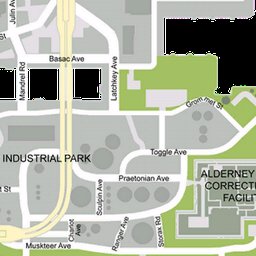 Julin Ave
Mandrel Rd
Basac Ave
Latchkey Ave
Grommet St
Toggle Ave
INDUSTRIAL PARK
ALDERNEY
CORRECTI
FACILIT
Praetorian Ave
t St
Chariot
Ave
Sculpin Ave
Ranger Ave
Storax Rd
Muskteer Ave